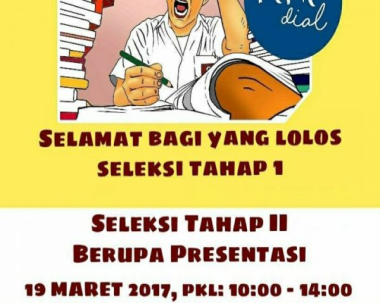 dial
SELAMAT BAGI YANG LOLOS
SELEKSI TAHAP 1
SELEKSI TAHAP II
BERUPA PRESENTASI
19 MARET 2017, PKL: 10:00 - 14:00